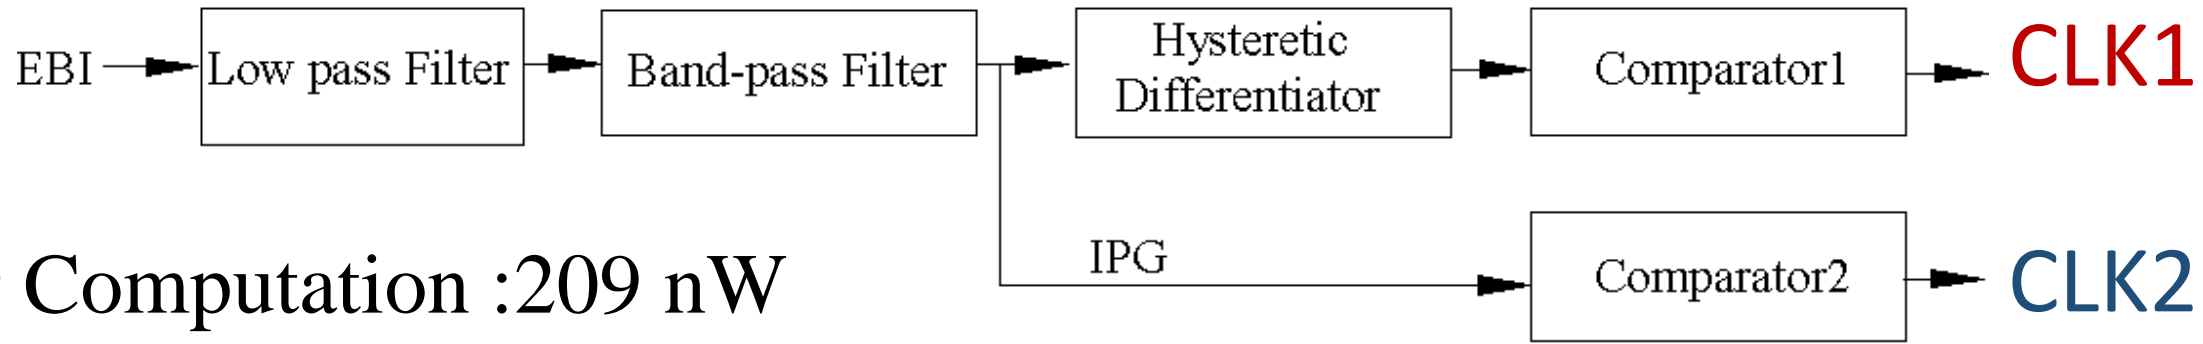 EBI
Low pass Filter
Band-pass Filter
Hysteretic
Differentiator
Comparator1
CLK1
IPG
Comparator2
CLK2
Computation :209 nW